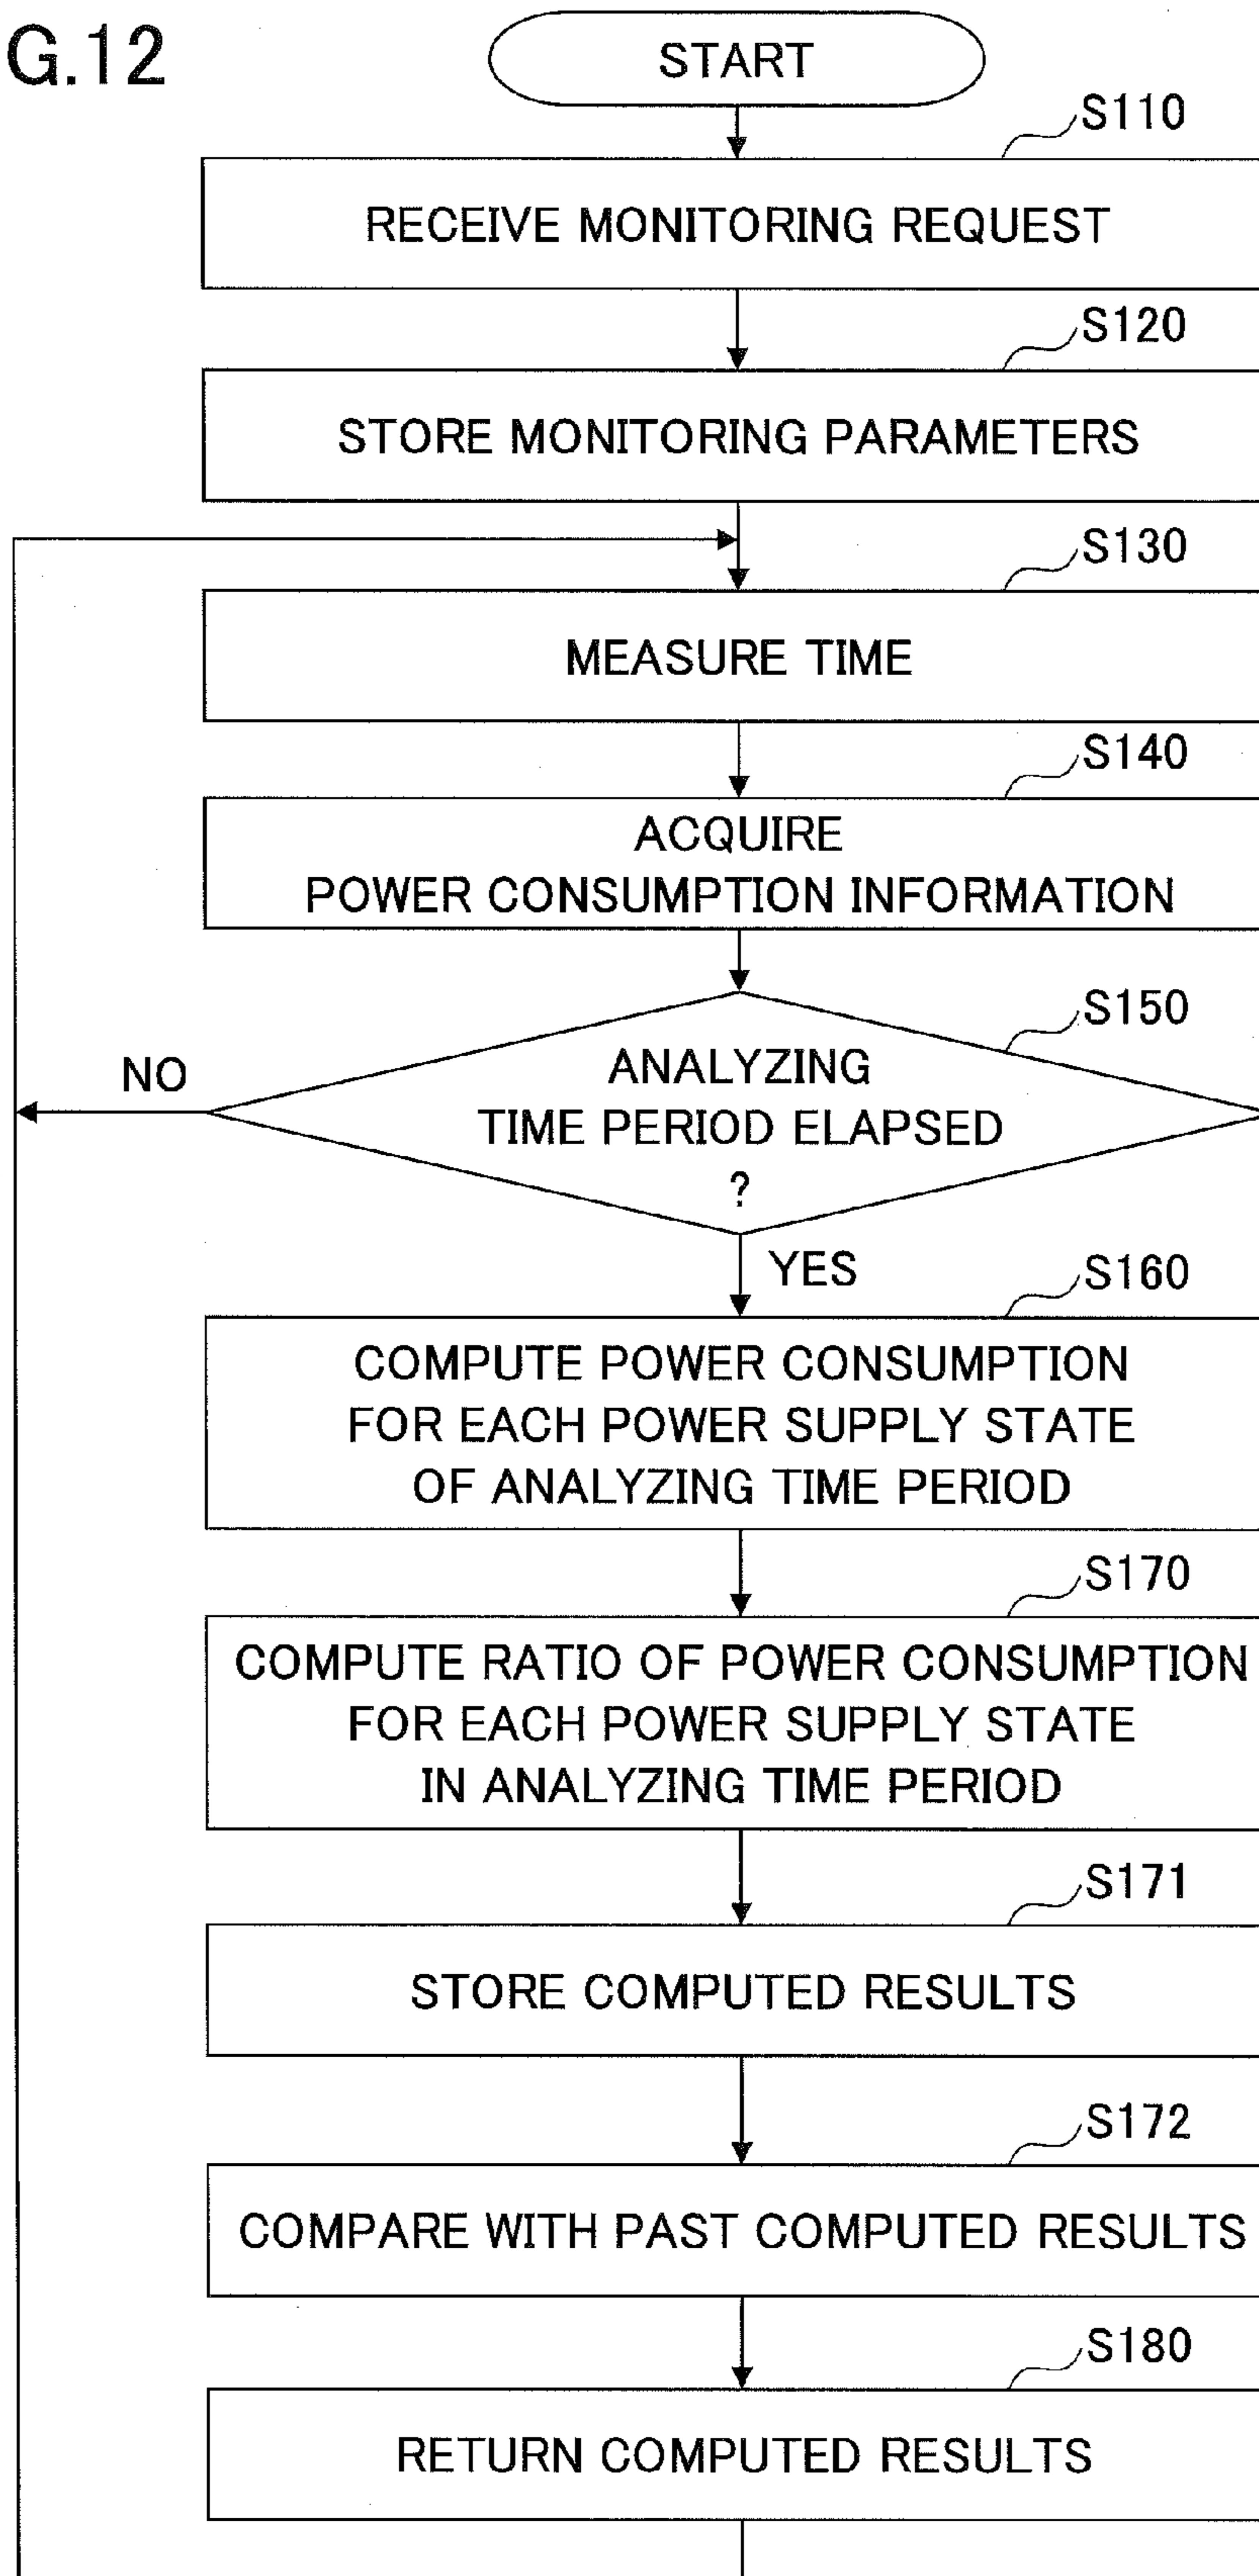 G.12
START
S110
RECEIVE MONITORING REQUEST
S120
STORE MONITORING PARAMETERS
S130
MEASURE TIME
S140
ACQUIRE
POWER CONSUMPTION INFORMATION
S150
ANALYZING
TIME PERIOD ELAPSED
?
NO
YES
S160
COMPUTE POWER CONSUMPTION
FOR EACH POWER SUPPLY STATE
OF ANALYZING TIME PERIOD
S170
COMPUTE RATIO OF POWER CONSUMPTION
FOR EACH POWER SUPPLY STATE
IN ANALYZING TIME PERIOD
S171
STORE COMPUTED RESULTS
S172
COMPARE WITH PAST COMPUTED RESULTS
S180
RETURN COMPUTED RESULTS